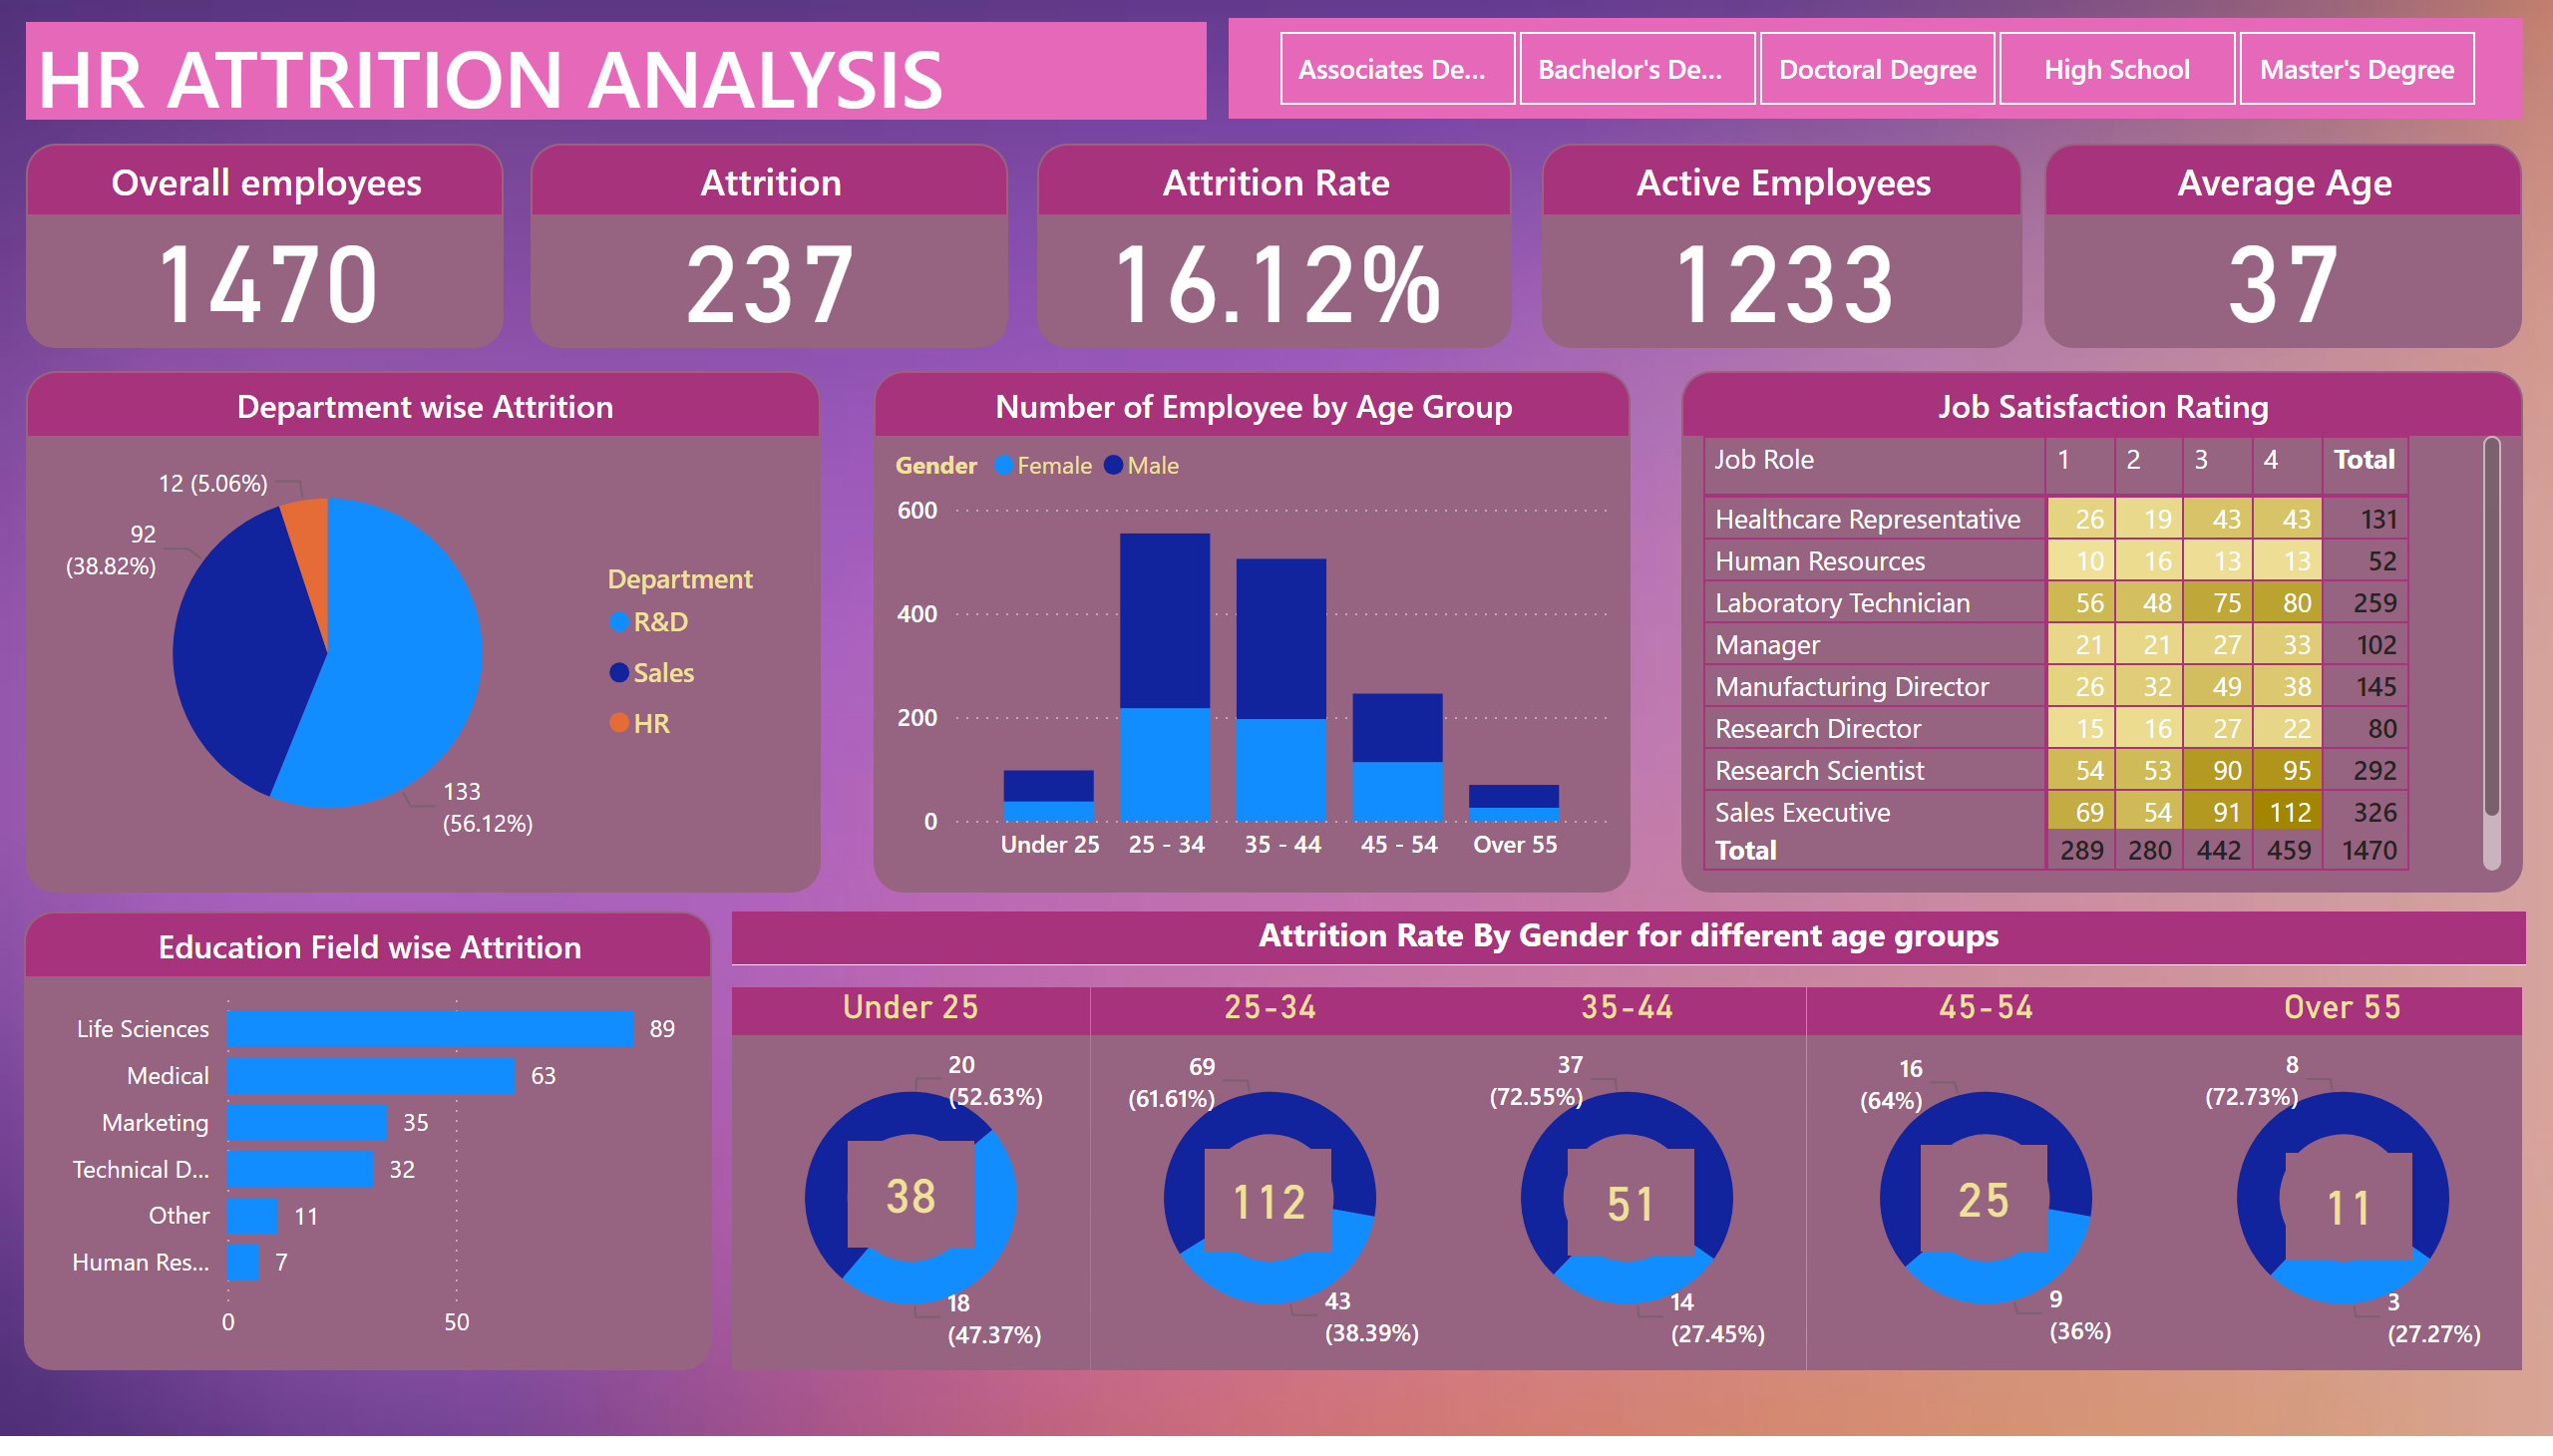 HR ATTRITION ANALYSIS
Associates De...
Bachelor's De...
Doctoral Degree
High School
Master's Degree
Overall employees
1470
Attrition
237
Attrition Rate
16.12%
Active Employees
1233
Average Age
37
Department wise Attrition
12 (5.06%)
92
(38.82%)
133
(56.12%)
Department
R&D
Sales
HR
Number of Employee by Age Group
Gender Female Male
600
400
200
0
Under 25 25 - 34 35 - 44 45 - 54 Over 55
Job Satisfaction Rating
Job Role 1 2 3 4 Total
Healthcare Representative 26 19 43 43 131
Human Resources 10 16 13 13 52
Laboratory Technician 56 48 75 80 259
Manager 21 21 27 33 102
Manufacturing Director 26 32 49 38 145
Research Director 15 16 27 22 80
Research Scientist 54 53 90 95 292
Sales Executive 69 54 91 112 326
Total 289 280 442 459 1470
Education Field wise Attrition
Life Sciences 89
Medical 63
Marketing 35
Technical D... 32
Other 11
Human Res... 7
0 50
Attrition Rate By Gender for different age groups
Under 25
20
(52.63%)
38
18
(47.37%)
25-34
69
(61.61%)
112
43
(38.39%)
35-44
37
(72.55%)
51
14
(27.45%)
45-54
16
(64%)
25
9
(36%)
Over 55
8
(72.73%)
11
3
(27.27%)